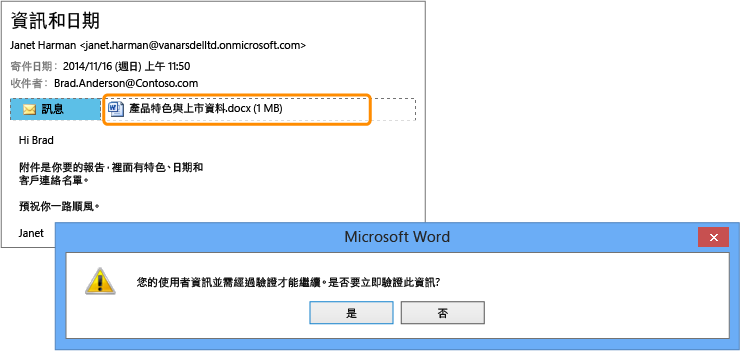 資訊和日期
Janet Harman <janet.harman@vanarsdelltd.onmicrosoft.com>
寄件日期： 2014/11/16 (週日) 上午 11:50
收件者： Brad.Anderson@Contoso.com
訊息 產品特色與上市資料.docx (1 MB)
Hi Brad
附件是你要的報告，裡面有特色、日期和
客戶連絡名單。
預祝你一路順風。
Janet
Microsoft Word
您的使用者資訊並需經過驗證才能繼續。是否要立即驗證此資訊?
是 否